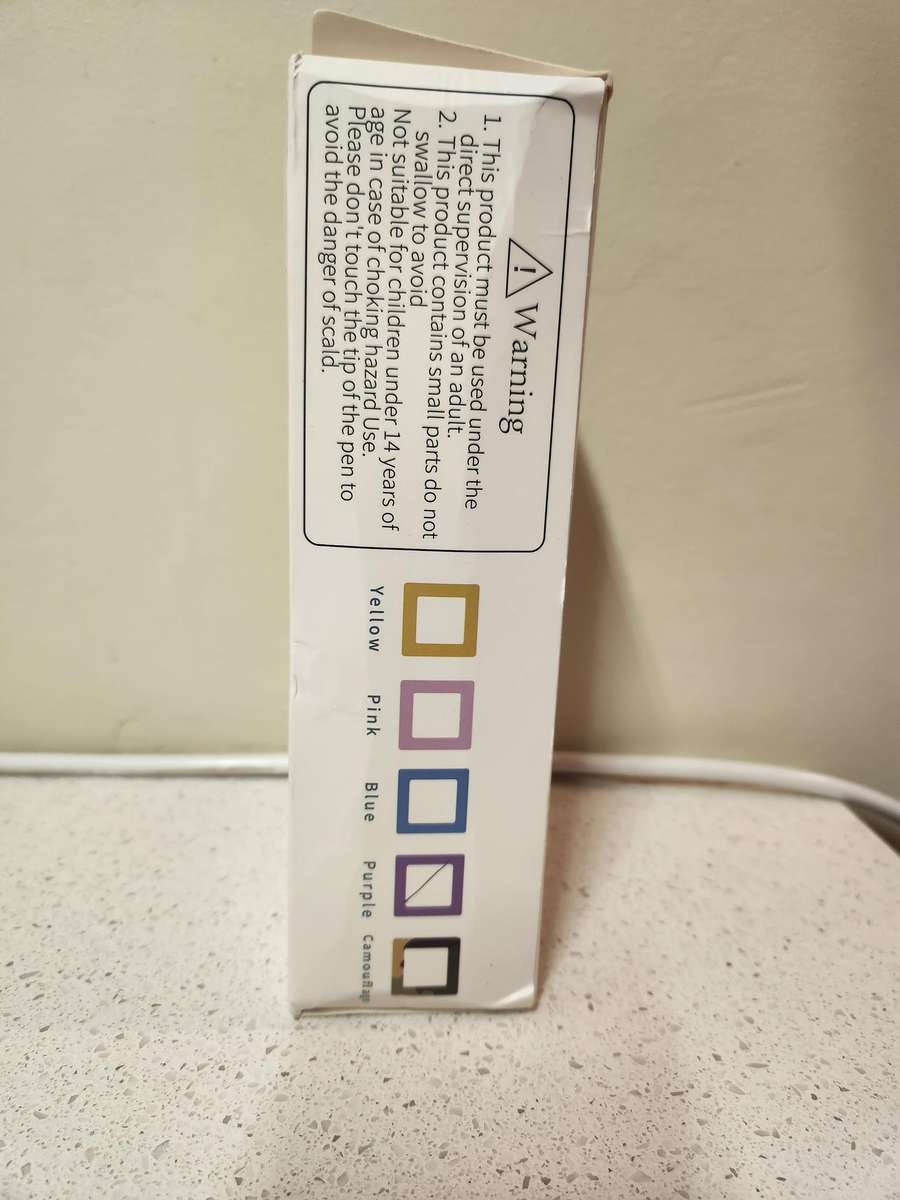 Warning
1. This product must be used under the
direct supervision of an adult.
2. This product contains small parts do not
swallow to avoid
Not suitable for children under 14 years of
age in case of choking hazard Use.
Please don't touch the tip of the pen to
avoid the danger of scald.
Yellow Pink Blue Purple